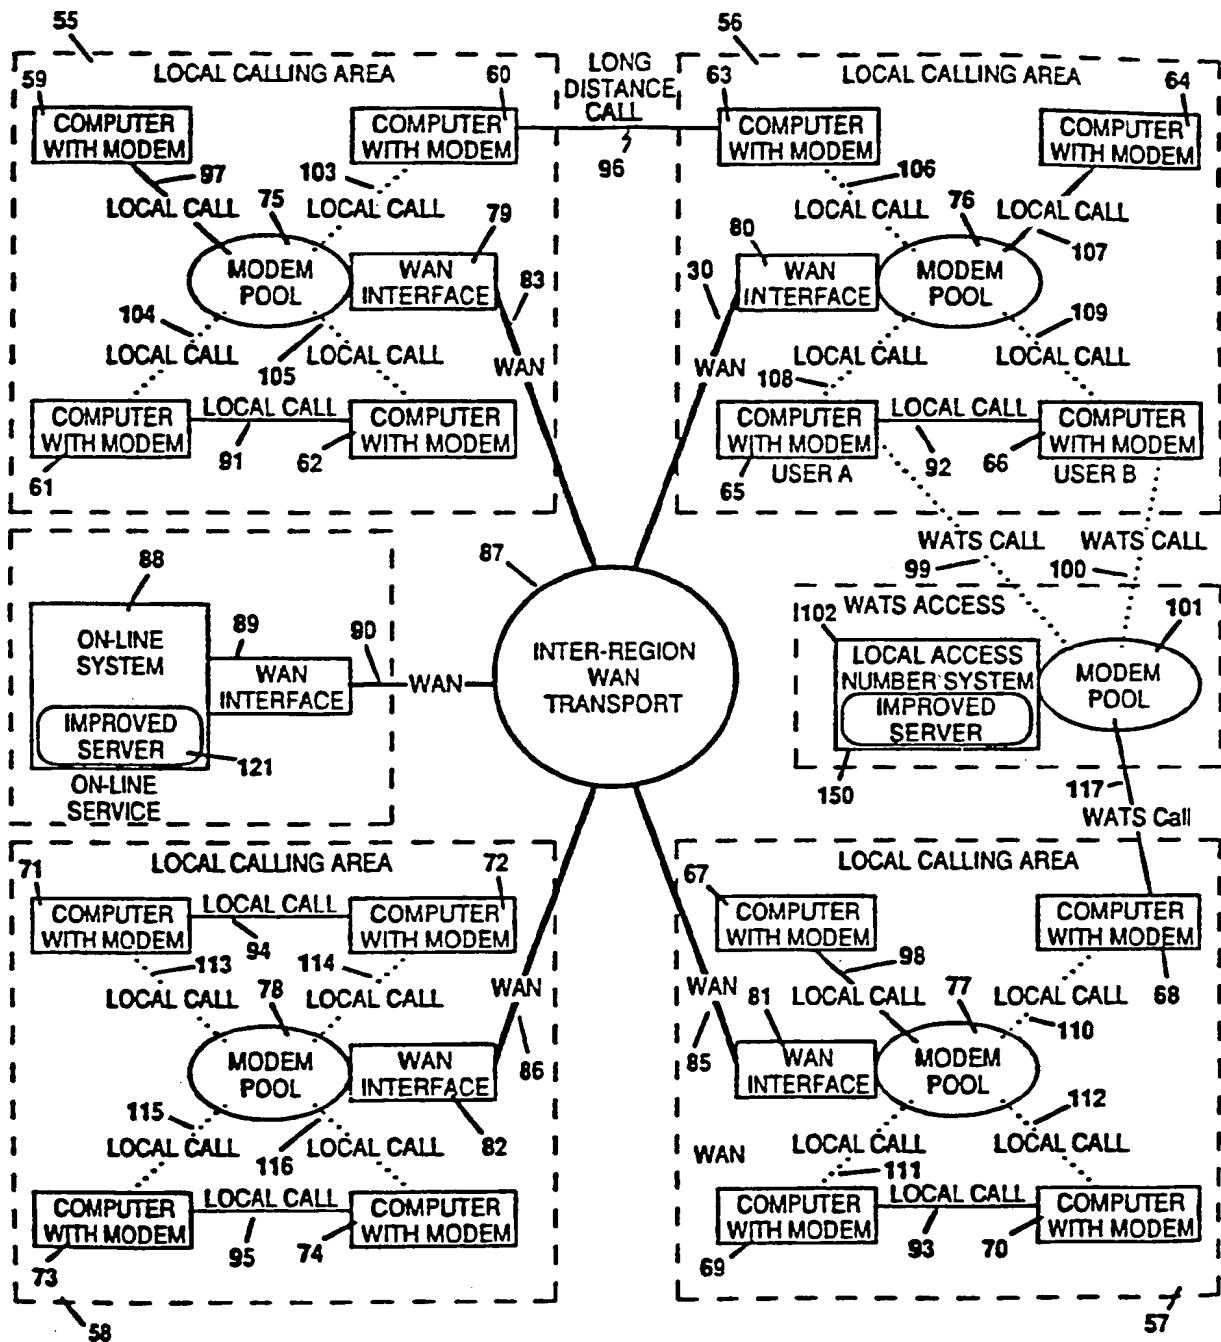 55
56
LOCAL CALLING AREA
59
60
LONG
DISTANCE
CALL
63
LOCAL CALLING AREA
64
COMPUTER
WITH MODEM
COMPUTER
WITH MODEM
96
COMPUTER
WITH MODEM
COMPUTER
WITH MODEM
97
103
106
LOCAL CALL
75
LOCAL CALL
79
LOCAL CALL
76
LOCAL CALL
80
107
MODEM
POOL
WAN
INTERFACE
83
30
WAN
INTERFACE
MODEM
POOL
104
109
LOCAL CALL
105
LOCAL CALL
WAN
WAN
LOCAL CALL
108
LOCAL CALL
COMPUTER
WITH MODEM
LOCAL CALL
91
COMPUTER
WITH MODEM
62
61
COMPUTER
WITH MODEM
LOCAL CALL
92
COMPUTER
WITH MODEM
66
65
USER A
USER B
88
87
WATS CALL
WATS CALL
99
100
ON-LINE
SYSTEM
89
90
WAN
INTERFACE
WAN
IMPROVED
SERVER
121
ON-LINE
SERVICE
INTER-REGION
WAN
TRANSPORT
102
WATS ACCESS
101
LOCAL ACCESS
NUMBER SYSTEM
IMPROVED
SERVER
MODEM
POOL
150
117
WATS Call
71
LOCAL CALLING AREA
72
67
LOCAL CALLING AREA
COMPUTER
WITH MODEM
LOCAL CALL
94
COMPUTER
WITH MODEM
COMPUTER
WITH MODEM
COMPUTER
WITH MODEM
113
114
98
68
LOCAL CALL
78
LOCAL CALL
WAN
WAN
81
LOCAL CALL
77
LOCAL CALL
110
MODEM
POOL
WAN
INTERFACE
86
85
WAN
INTERFACE
MODEM
POOL
115
82
112
LOCAL CALL
116
LOCAL CALL
WAN
LOCAL CALL
111
LOCAL CALL
COMPUTER
WITH MODEM
LOCAL CALL
95
COMPUTER
WITH MODEM
74
73
COMPUTER
WITH MODEM
LOCAL CALL
93
COMPUTER
WITH MODEM
70
69
58
57